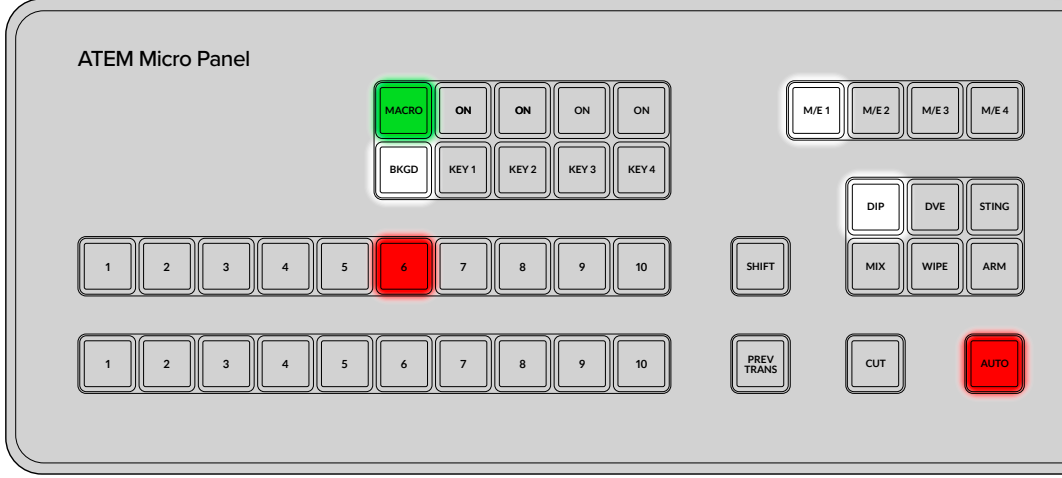 ATEM Micro Panel
MACRO ON ON ON ON
M/E 1 M/E 2 M/E 3 M/E 4
BKGD KEY 1 KEY 2 KEY 3 KEY 4
DIP DVE STING
1 2 3 4 5 6 7 8 9 10
SHIFT
MIX WIPE ARM
1 2 3 4 5 6 7 8 9 10
PREV
TRANS
CUT
AUTO